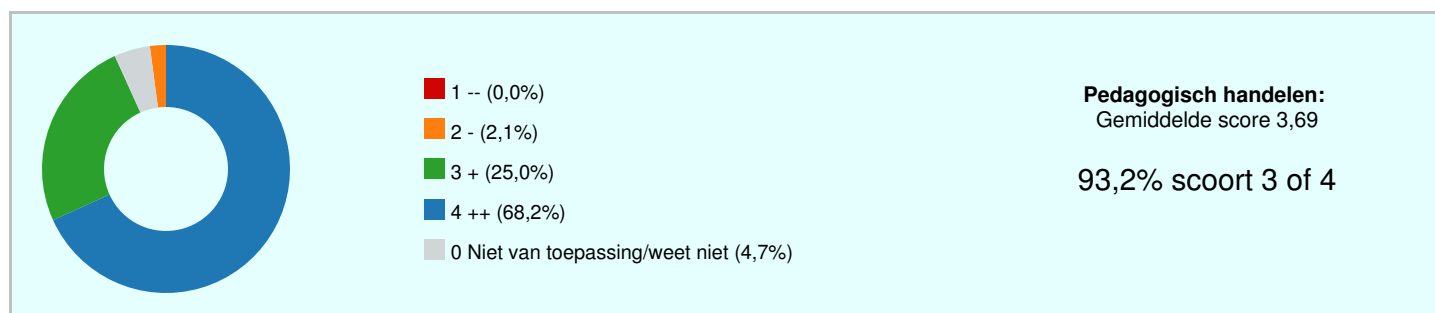 1 -- (0,0%)
2 - (2,1%)
3 + (25,0%)
4 ++ (68,2%)
0 Niet van toepassing/weet niet (4,7%)
Pedagogisch handelen:
Gemiddelde score 3,69
93,2% scoort 3 of 4